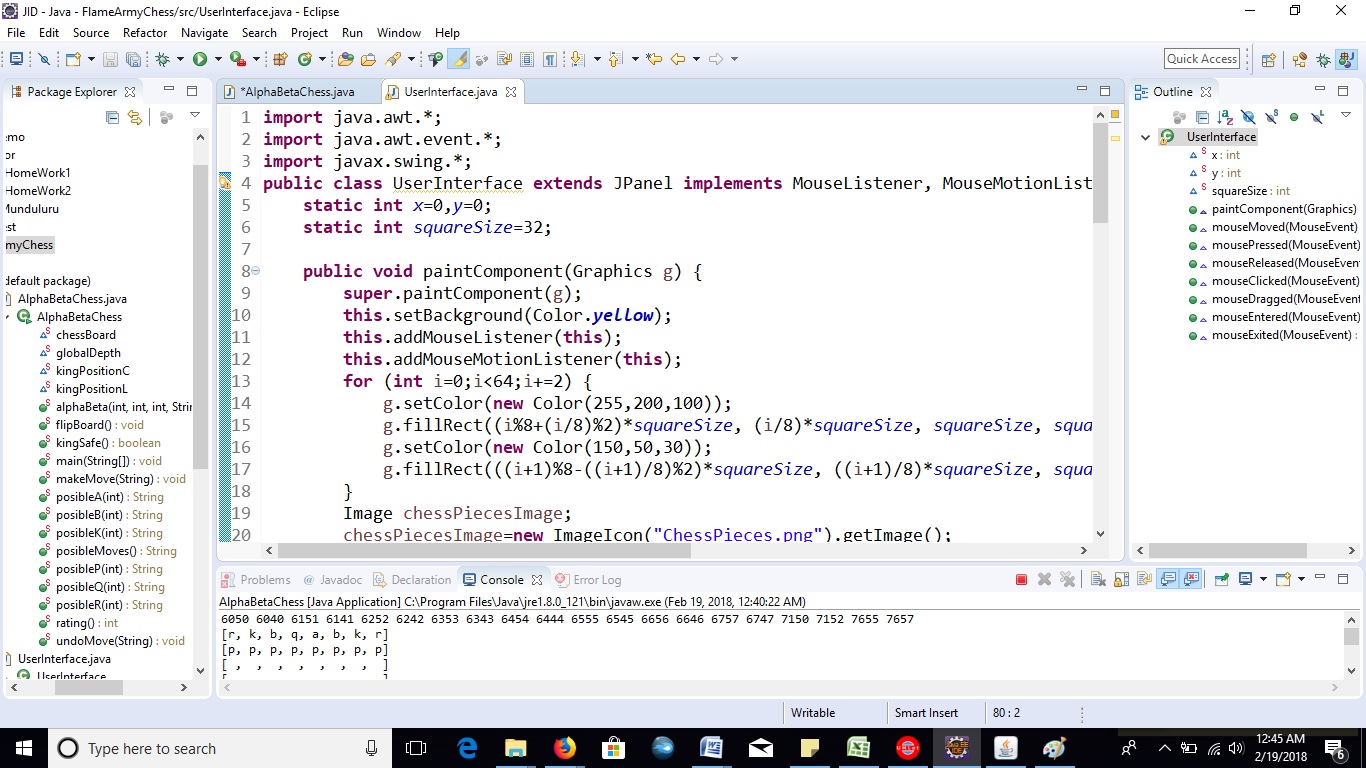 JID - Java - FlameArmyChess/src/UserInterface.java - Eclipse
File Edit Source Refactor Navigate Search Project Run Window Help
Quick Access
Package Explorer
emo
or
HomeWork1
HomeWork2
Munduluru
est
myChess
default package)
AlphaBetaChess.java
AlphaBetaChess
chessBoard
globalDepth
kingPositionC
kingPositionL
alphaBeta(int, int, int, Strin
flipBoard() : void
kingSafe() : boolean
main(String[]) : void
makeMove(String) : void
posibleA(int) : String
posibleB(int) : String
posibleK(int) : String
posibleMoves() : String
posibleP(int) : String
posibleQ(int) : String
posibleR(int) : String
rating() : int
undoMove(String) : void
UserInterface.java
UserInterface
*AlphaBetaChess.java UserInterface.java
1 import java.awt.*;
2 import java.awt.event.*;
3 import javax.swing.*;
4 public class UserInterface extends JPanel implements MouseListener, MouseMotionList
5 static int x=0,y=0;
6 static int squareSize=32;
7
8 public void paintComponent(Graphics g) {
9 super.paintComponent(g);
10 this.setBackground(Color.yellow);
11 this.addMouseListener(this);
12 this.addMouseMotionListener(this);
13 for (int i=0;i<64;i+=2) {
14 g.setColor(new Color(255,200,100));
15 g.fillRect((i%8+(i/8)%2)*squareSize, (i/8)*squareSize, squareSize, squa
16 g.setColor(new Color(150,50,30));
17 g.fillRect(((i+1)%8-((i+1)/8)%2)*squareSize, ((i+1)/8)*squareSize, squa
18 }
19 Image chessPiecesImage;
20 chessPiecesImage=new ImageIcon("ChessPieces.png").getImage();
Outline
UserInterface
x : int
y : int
squareSize : int
paintComponent(Graphics)
mouseMoved(MouseEvent)
mousePressed(MouseEvent)
mouseReleased(MouseEven
mouseClicked(MouseEvent)
mouseDragged(MouseEvent
mouseEntered(MouseEvent)
mouseExited(MouseEvent) :
Problems @ Javadoc Declaration Console Error Log
AlphaBetaChess [Java Application] C:\Program Files\Java\jre1.8.0_121\bin\javaw.exe (Feb 19, 2018, 12:40:22 AM)
6050 6040 6151 6141 6252 6242 6353 6343 6454 6444 6555 6545 6656 6646 6757 6747 7150 7152 7655 7657
[r, k, b, q, a, b, k, r]
[p, p, p, p, p, p, p, p]
[ , , , , , , , ]
Writable Smart Insert 80 : 2
Type here to search
12:45 AM
2/19/2018
6